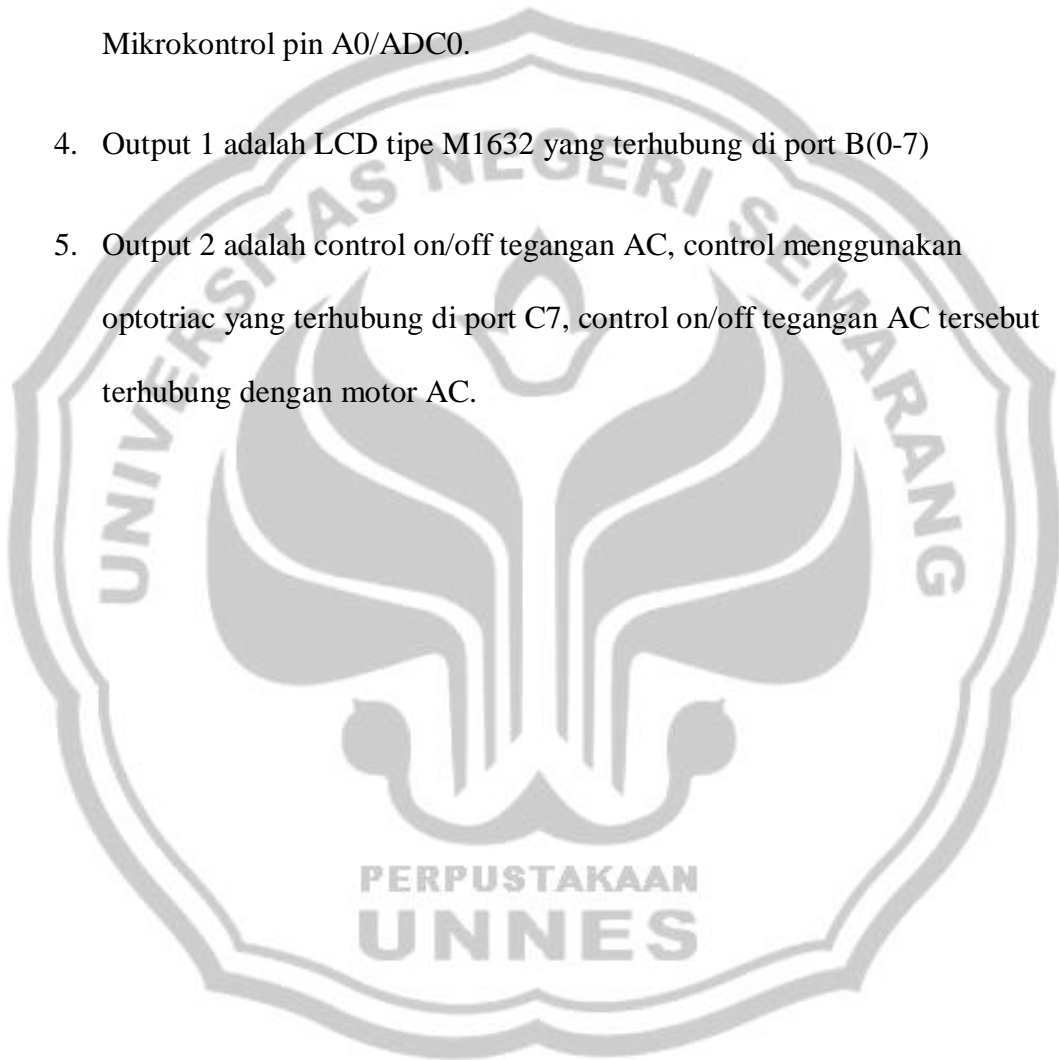 Mikrokontrol pin A0/ADC0.
4. Output 1 adalah LCD tipe M1632 yang terhubung di port B(0-7)
5. Output 2 adalah control on/off tegangan AC, control menggunakan
optotriac yang terhubung di port C7, control on/off tegangan AC tersebut
terhubung dengan motor AC.
UNIVERSITAS NEGERI SEMARANG
PERPUSTAKAAN
UNNES